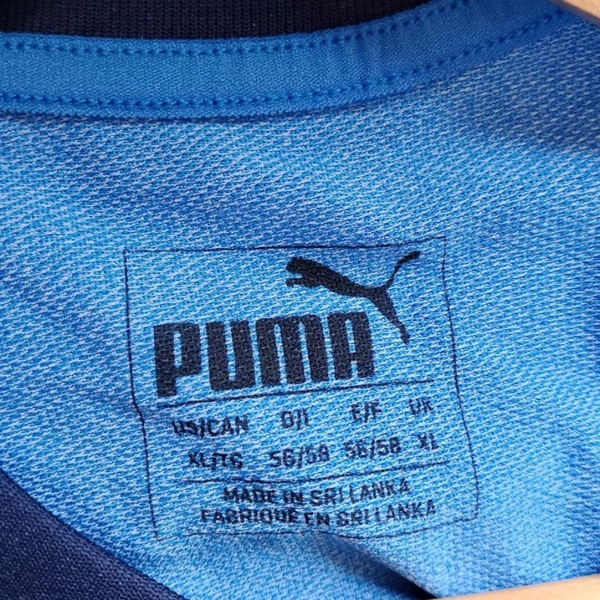 PUMA
US/CAN D/I E/F UK
XL/TG 56/58 56/58 XL
MADE IN SRI LANKA
FABRIQUE EN SRI LANKA